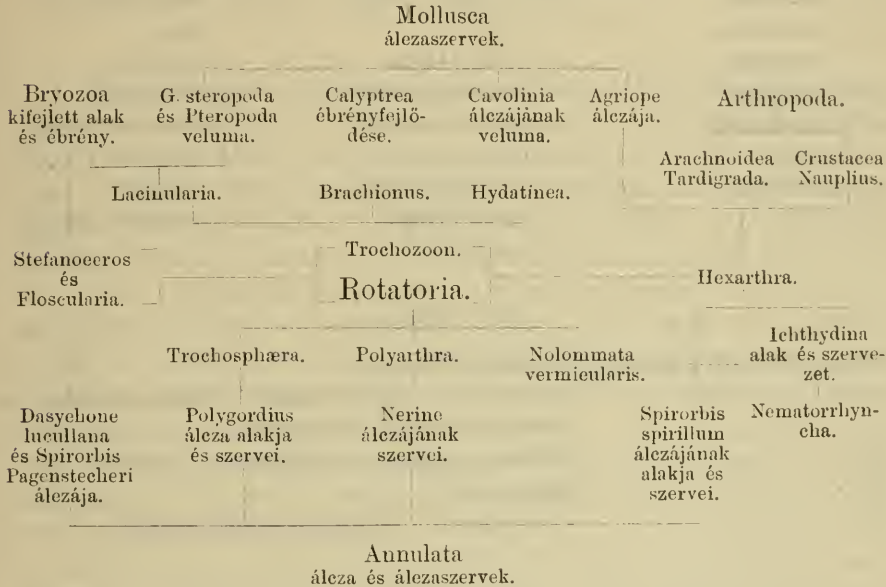 Mollusca
álczaszervek.
Bryozoa
kifejlett alak
és ébrény.
G. steropoda
és Pteropoda
veluma.
Calyptrea
ébrényfejlő-
dése.
Cavolinia
álczájának
veluma.
Agriope
álczája.
Arthropoda.
Arachnoidea
Tardigrada.
Crustacea
Nauplius.
Lacinularia.
Brachionus.
Hydatinea.
Stefanoceros
és
Floscularia.
Trochozoon.
Rotatoria.
Hexarthra.
Trochosphæra.
Polyarthra.
Nolommata
vermicularis.
Ichthydina
alak és szerve-
zet.
Dasychone
lucullana
és Spirorbis
Pagenstecheri
álczája.
Polygordius
álcza alakja
és szervei.
Nerine
álczájának
szervei.
Spirorbis
spirillum
álczájának
alakja és
szervei.
Nematorrhyn-
cha.
Annulata
álcza és álczaszervek.